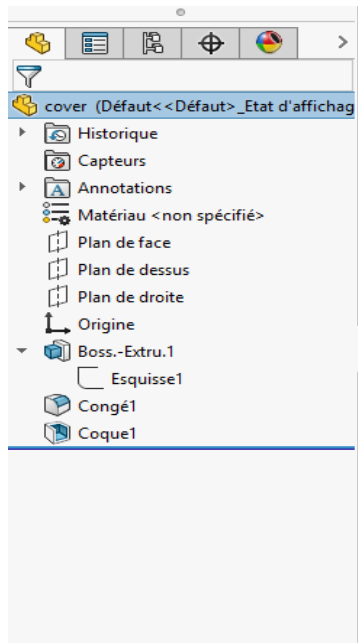 cover (Défaut<<Défaut>_Etat d'affichag
Historique
Capteurs
Annotations
Matériau <non spécifié>
Plan de face
Plan de dessus
Plan de droite
Origine
Boss.-Extru.1
Esquisse1
Congé1
Coque1